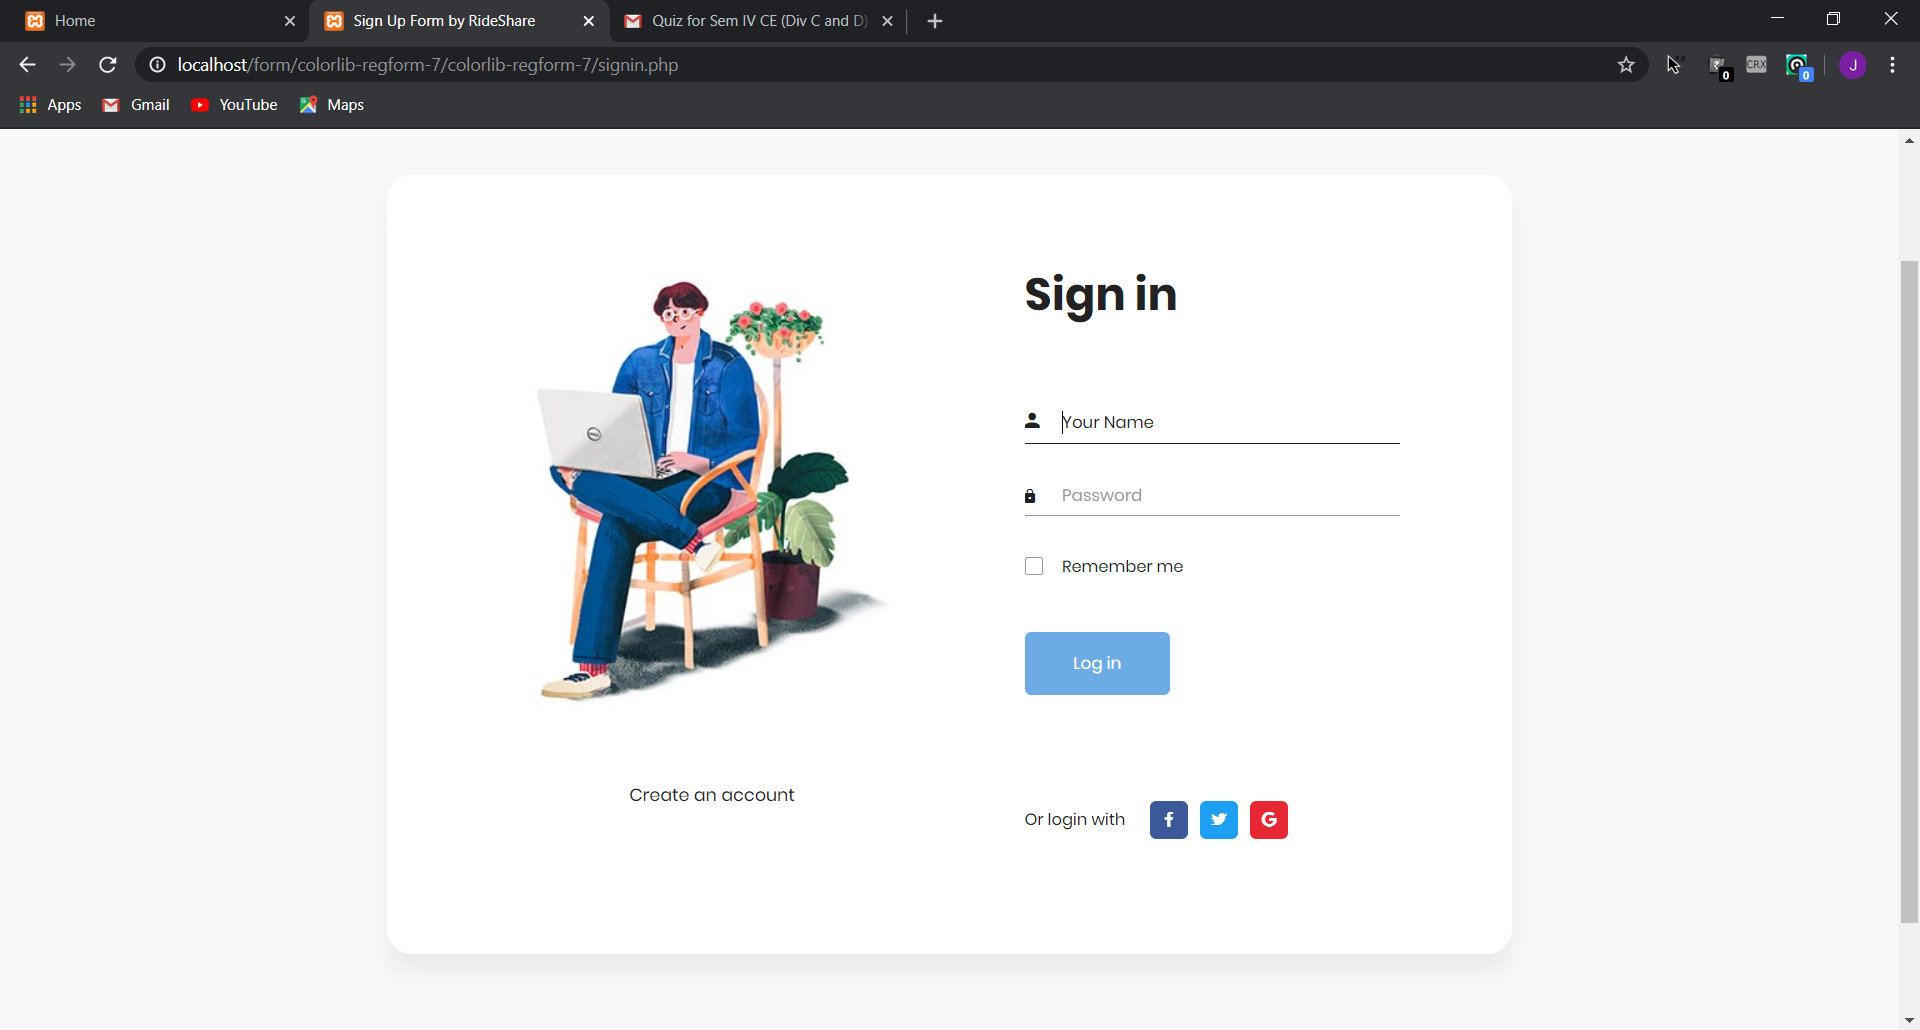 Home
Sign Up Form by RideShare
Quiz for Sem IV CE (Div C and D)
localhost/form/colorlib-regform-7/colorlib-regform-7/signin.php
0
CRX
0
J
Apps
Gmail
YouTube
Maps
Sign in
Your Name
Password
Remember me
Log in
Create an account
Or login with